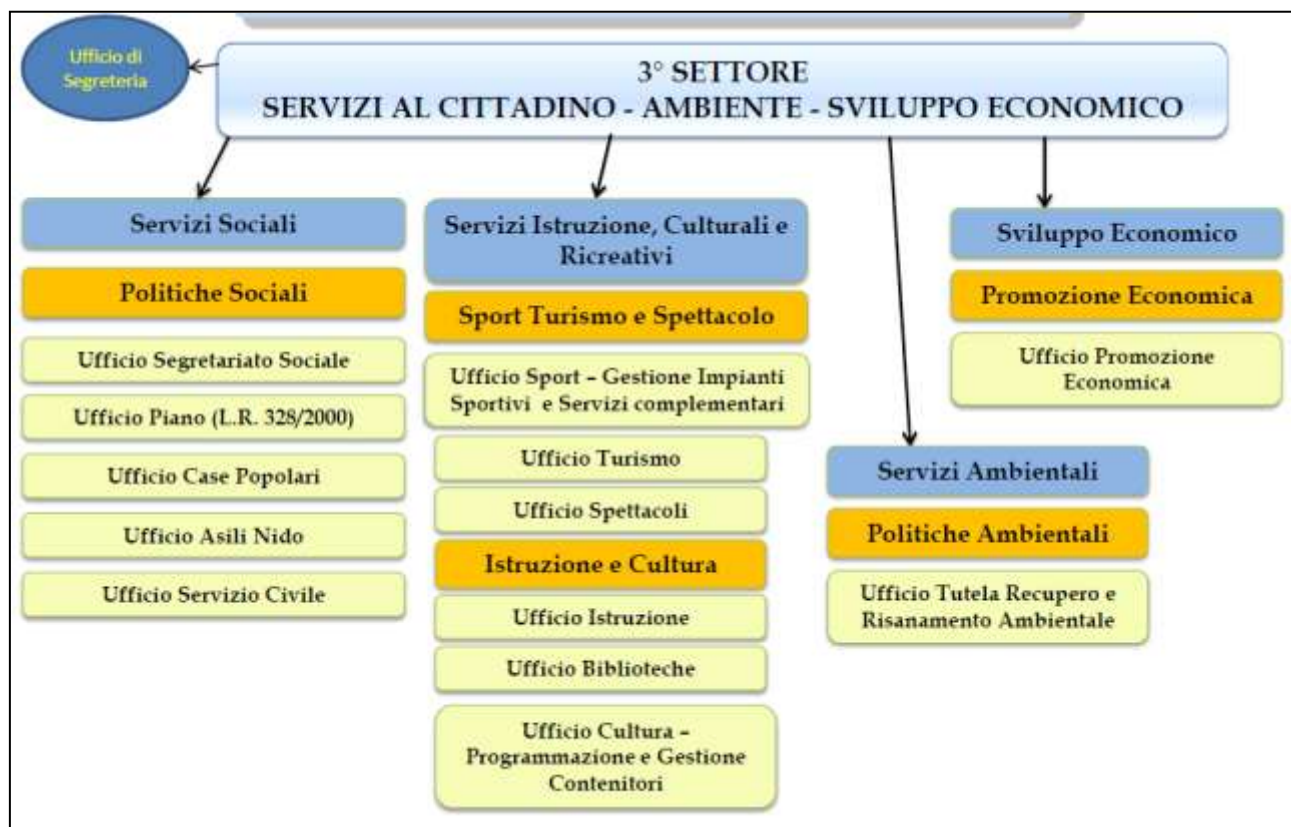 Ufficio di
Segreteria
3° SETTORE
SERVIZI AL CITTADINO - AMBIENTE - SVILUPPO ECONOMICO
Servizi Sociali
Politiche Sociali
Ufficio Segretariato Sociale
Ufficio Piano (L.R. 328/2000)
Ufficio Case Popolari
Ufficio Asili Nido
Ufficio Servizio Civile
Servizi Istruzione, Culturali e
Ricreativi
Sport Turismo e Spettacolo
Ufficio Sport – Gestione Impianti
Sportivi e Servizi complementari
Ufficio Turismo
Ufficio Spettacoli
Istruzione e Cultura
Ufficio Istruzione
Ufficio Biblioteche
Ufficio Cultura –
Programmazione e Gestione
Contenitori
Sviluppo Economico
Promozione Economica
Ufficio Promozione
Economica
Servizi Ambientali
Politiche Ambientali
Ufficio Tutela Recupero e
Risanamento Ambientale